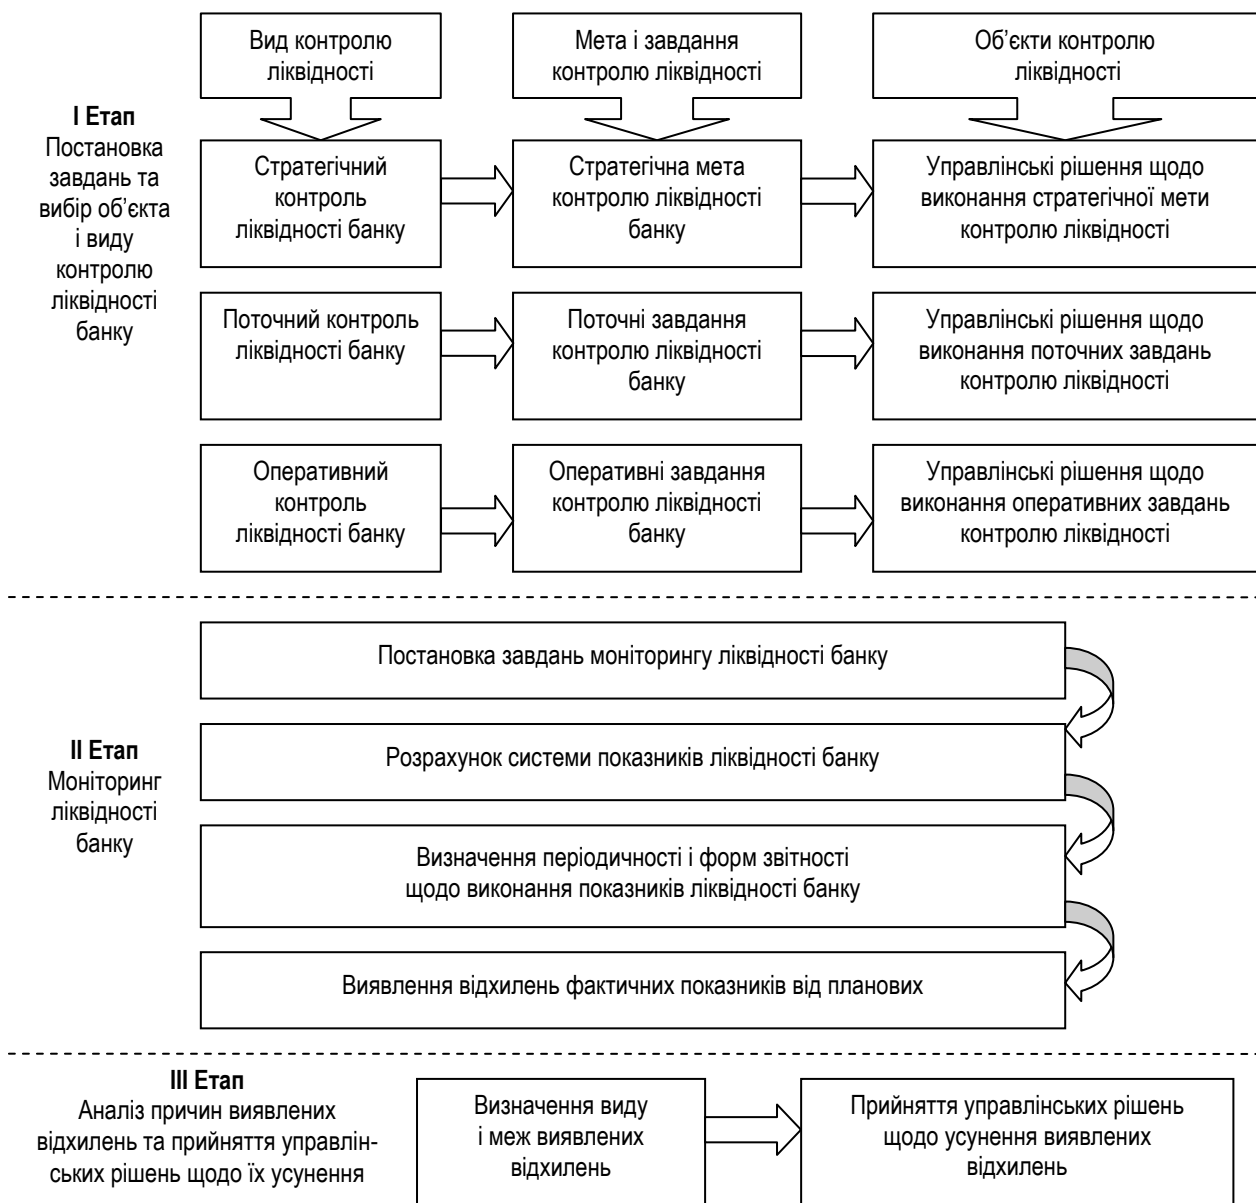 Вид контролю
ліквідності
Мета і завдання
контролю ліквідності
Об’єкти контролю
ліквідності
І Етап
Постановка
завдань та
вибір об’єкта
і виду
контролю
ліквідності
банку
Стратегічний
контроль
ліквідності банку
Стратегічна мета
контролю ліквідності
банку
Управлінські рішення щодо
виконання стратегічної мети
контролю ліквідності
Поточний контроль
ліквідності банку
Поточні завдання
контролю ліквідності
банку
Управлінські рішення щодо
виконання поточних завдань
контролю ліквідності
Оперативний
контроль
ліквідності банку
Оперативні завдання
контролю ліквідності
банку
Управлінські рішення щодо
виконання оперативних завдань
контролю ліквідності
ІІ Етап
Моніторинг
ліквідності
банку
Постановка завдань моніторингу ліквідності банку
Розрахунок системи показників ліквідності банку
Визначення періодичності і форм звітності
щодо виконання показників ліквідності банку
Виявлення відхилень фактичних показників від планових
ІІІ Етап
Аналіз причин виявлених
відхилень та прийняття управлін-
ських рішень щодо їх усунення
Визначення виду
і меж виявлених
відхилень
Прийняття управлінських рішень
щодо усунення виявлених
відхилень